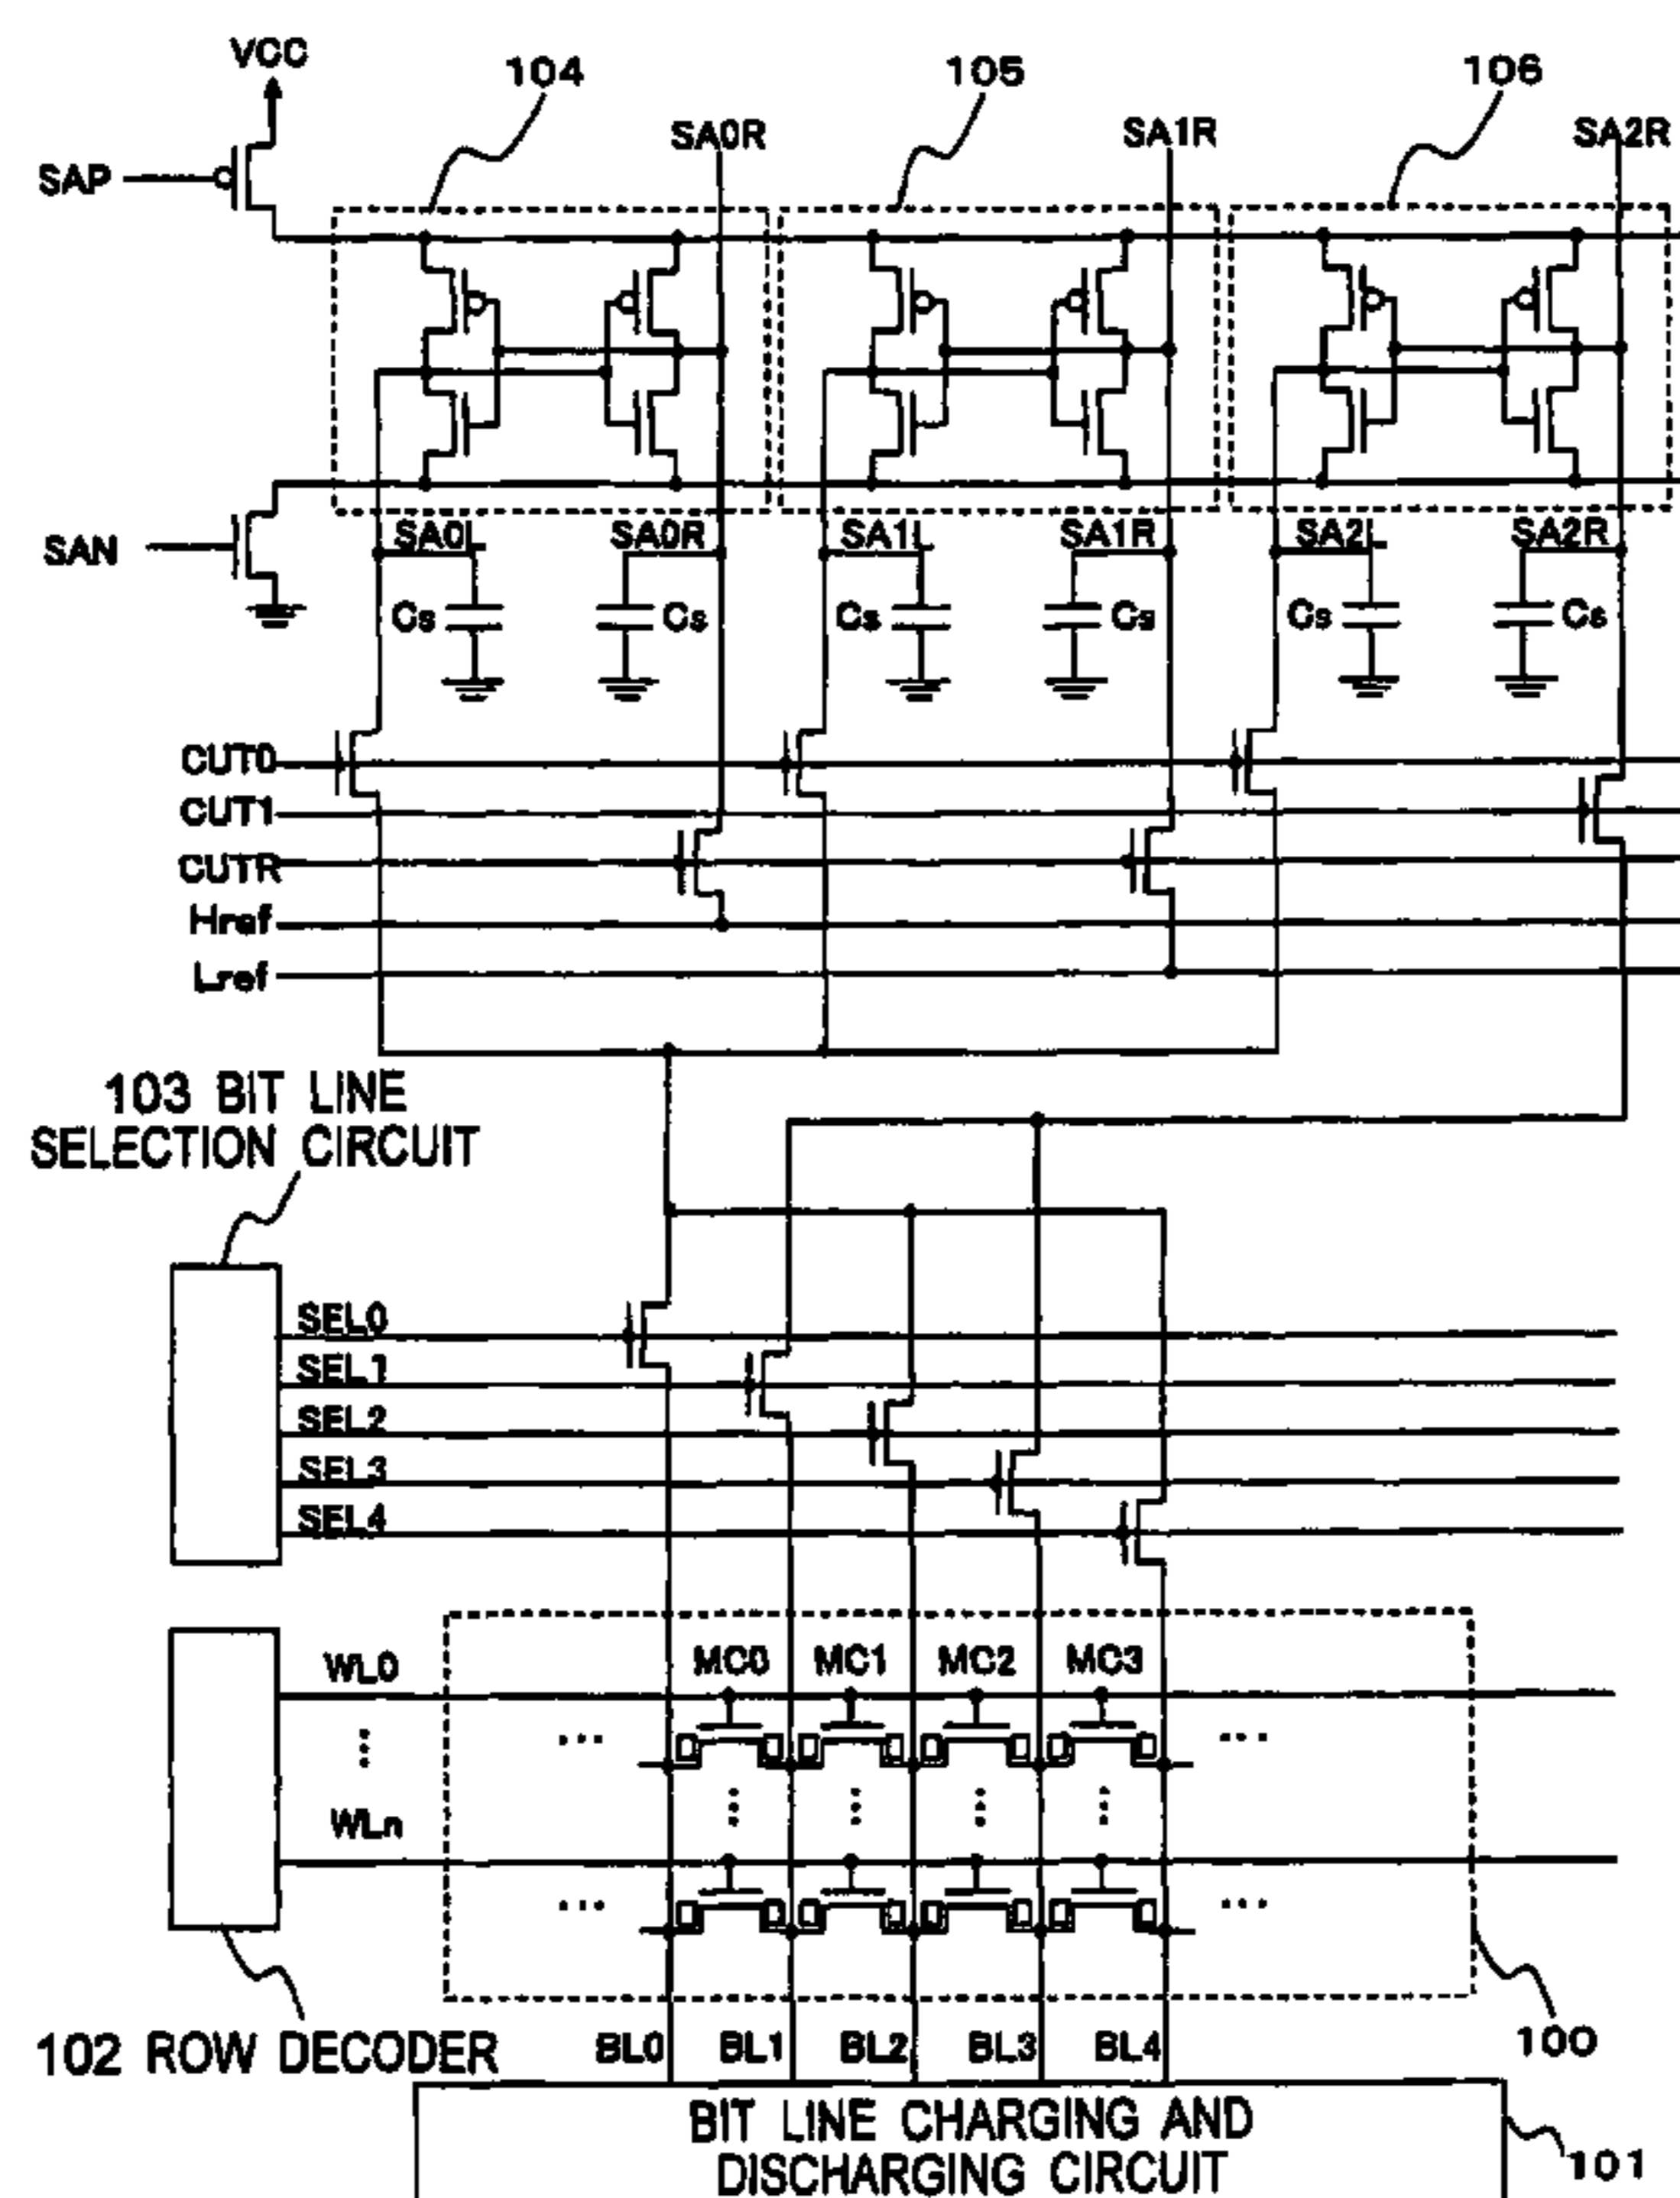 VCC
104
105
106
SA0R
SA1R
SA2R
SAP
SAN
SA0L
SA0R
SA1L
SA1R
SA2L
SA2R
Cs
Cs
Cs
Cs
Cs
Cs
CUT0
CUT1
CUTR
Href
Lref
103 BIT LINE
SELECTION CIRCUIT
SEL0
SEL1
SEL2
SEL3
SEL4
WL0
MC0
MC1
MC2
MC3
WLn
102 ROW DECODER
BL0
BL1
BL2
BL3
BL4
100
BIT LINE CHARGING AND
DISCHARGING CIRCUIT
101